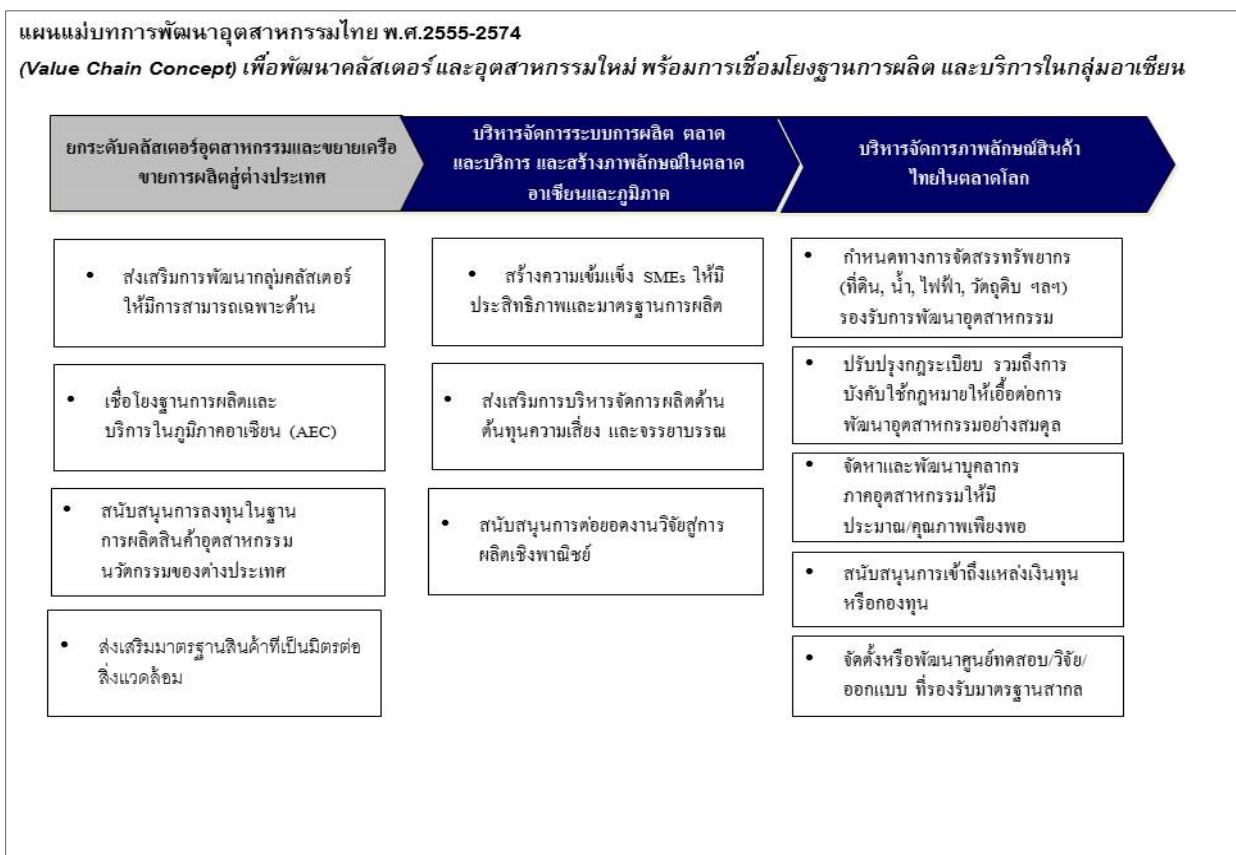 แผนแม่บทการพัฒนาอุตสาหกรรมไทย พ.ศ.2555-2574
(Value Chain Concept) เพื่อพัฒนาคลัสเตอร์ และอุตสาหกรรมใหม่ พร้อมการเชื่อมโยงฐานการผลิต และบริการในกลุ่มอาเซียน
ยกระดับคลัสเตอร์อุตสาหกรรมและขยายเครือ
ขายการผลิตสู่ต่างประเทศ
บริหารจัดการระบบการผลิต ตลาด
และบริการ และสร้างภาพลักษณ์ในตลาด
อาเซียนและภูมิภาค
บริหารจัดการภาพลักษณ์สินค้า
ไทยในตลาดโลก
• ส่งเสริมการพัฒนากลุ่มคลัสเตอร์
ให้มีการสามารถเฉพาะด้าน
• เชื่อโยงฐานการผลิตและ
บริการในภูมิภาคอาเซียน (AEC)
• สนับสนุนการลงทุนในฐาน
การผลิตสินค้าอุตสาหกรรม
นวัตกรรมของต่างประเทศ
• ส่งเสริมมาตรฐานสินค้าที่เป็นมิตรต่อ
สิ่งแวดล้อม
• สร้างความเข้มแข็ง SMEs ให้มี
ประสิทธิภาพและมาตรฐานการผลิต
• ส่งเสริมการบริหารจัดการผลิตด้าน
ต้นทุนความเสี่ยง และจรรยาบรรณ
• สนับสนุนการต่อยอดงานวิจัยสู่การ
ผลิตเชิงพาณิชย์
• กำหนดทางการจัดสรรทรัพยากร
(ที่ดิน, น้ำ, ไฟฟ้า, วัตถุดิบ ฯลฯ)
รองรับการพัฒนาอุตสาหกรรม
• ปรับปรุงกฎระเบียบ รวมถึงการ
บังคับใช้กฎหมายให้เอื้อต่อการ
พัฒนาอุตสาหกรรมอย่างสมดุล
• จัดหาและพัฒนาบุคลากร
ภาคอุตสาหกรรมให้มี
ประมาณ/คุณภาพเพียงพอ
• สนับสนุนการเข้าถึงแหล่งเงินทุน
หรือกองทุน
• จัดตั้งหรือพัฒนาศูนย์ทดสอบ/วิจัย/
ออกแบบ ที่รองรับมาตรฐานสากล